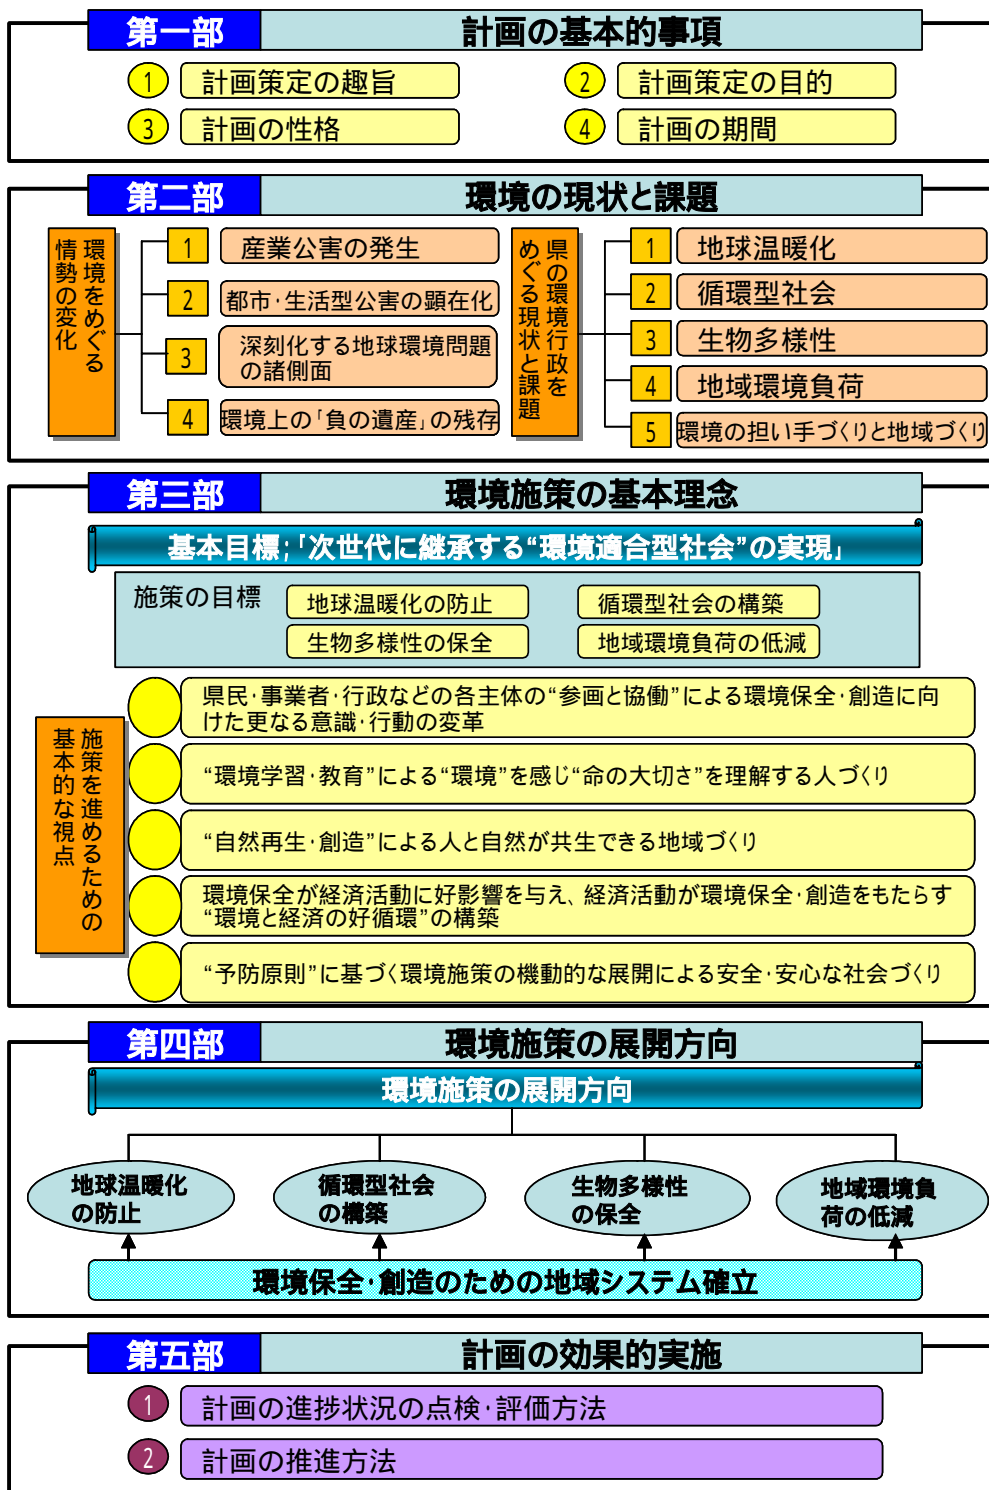 第一部 計画の基本的事項
1 計画策定の趣旨
2 計画策定の目的
3 計画の性格
4 計画の期間
第二部 環境の現状と課題
環境をめぐる
情勢の変化
1 産業公害の発生
2 都市・生活型公害の顕在化
3 深刻化する地球環境問題
の諸側面
4 環境上の「負の遺産」の残存
県の環境行政を
めぐる現状と課題
1 地球温暖化
2 循環型社会
3 生物多様性
4 地域環境負荷
5 環境の担い手づくりと地域づくり
第三部 環境施策の基本理念
基本目標;「次世代に継承する“環境適合型社会”の実現」
施策の目標
地球温暖化の防止
循環型社会の構築
生物多様性の保全
地域環境負荷の低減
施策を進めるための
基本的な視点
県民・事業者・行政などの各主体の“参画と協働”による環境保全・創造に向
けた更なる意識・行動の変革
“環境学習・教育”による“環境”を感じ“命の大切さ”を理解する人づくり
“自然再生・創造”による人と自然が共生できる地域づくり
環境保全が経済活動に好影響を与え、経済活動が環境保全・創造をもたらす
“環境と経済の好循環”の構築
“予防原則”に基づく環境施策の機動的な展開による安全・安心な社会づくり
第四部 環境施策の展開方向
環境施策の展開方向
地球温暖化
の防止
循環型社会
の構築
生物多様性
の保全
地域環境負
荷の低減
環境保全・創造のための地域システム確立
第五部 計画の効果的実施
1 計画の進捗状況の点検・評価方法
2 計画の推進方法